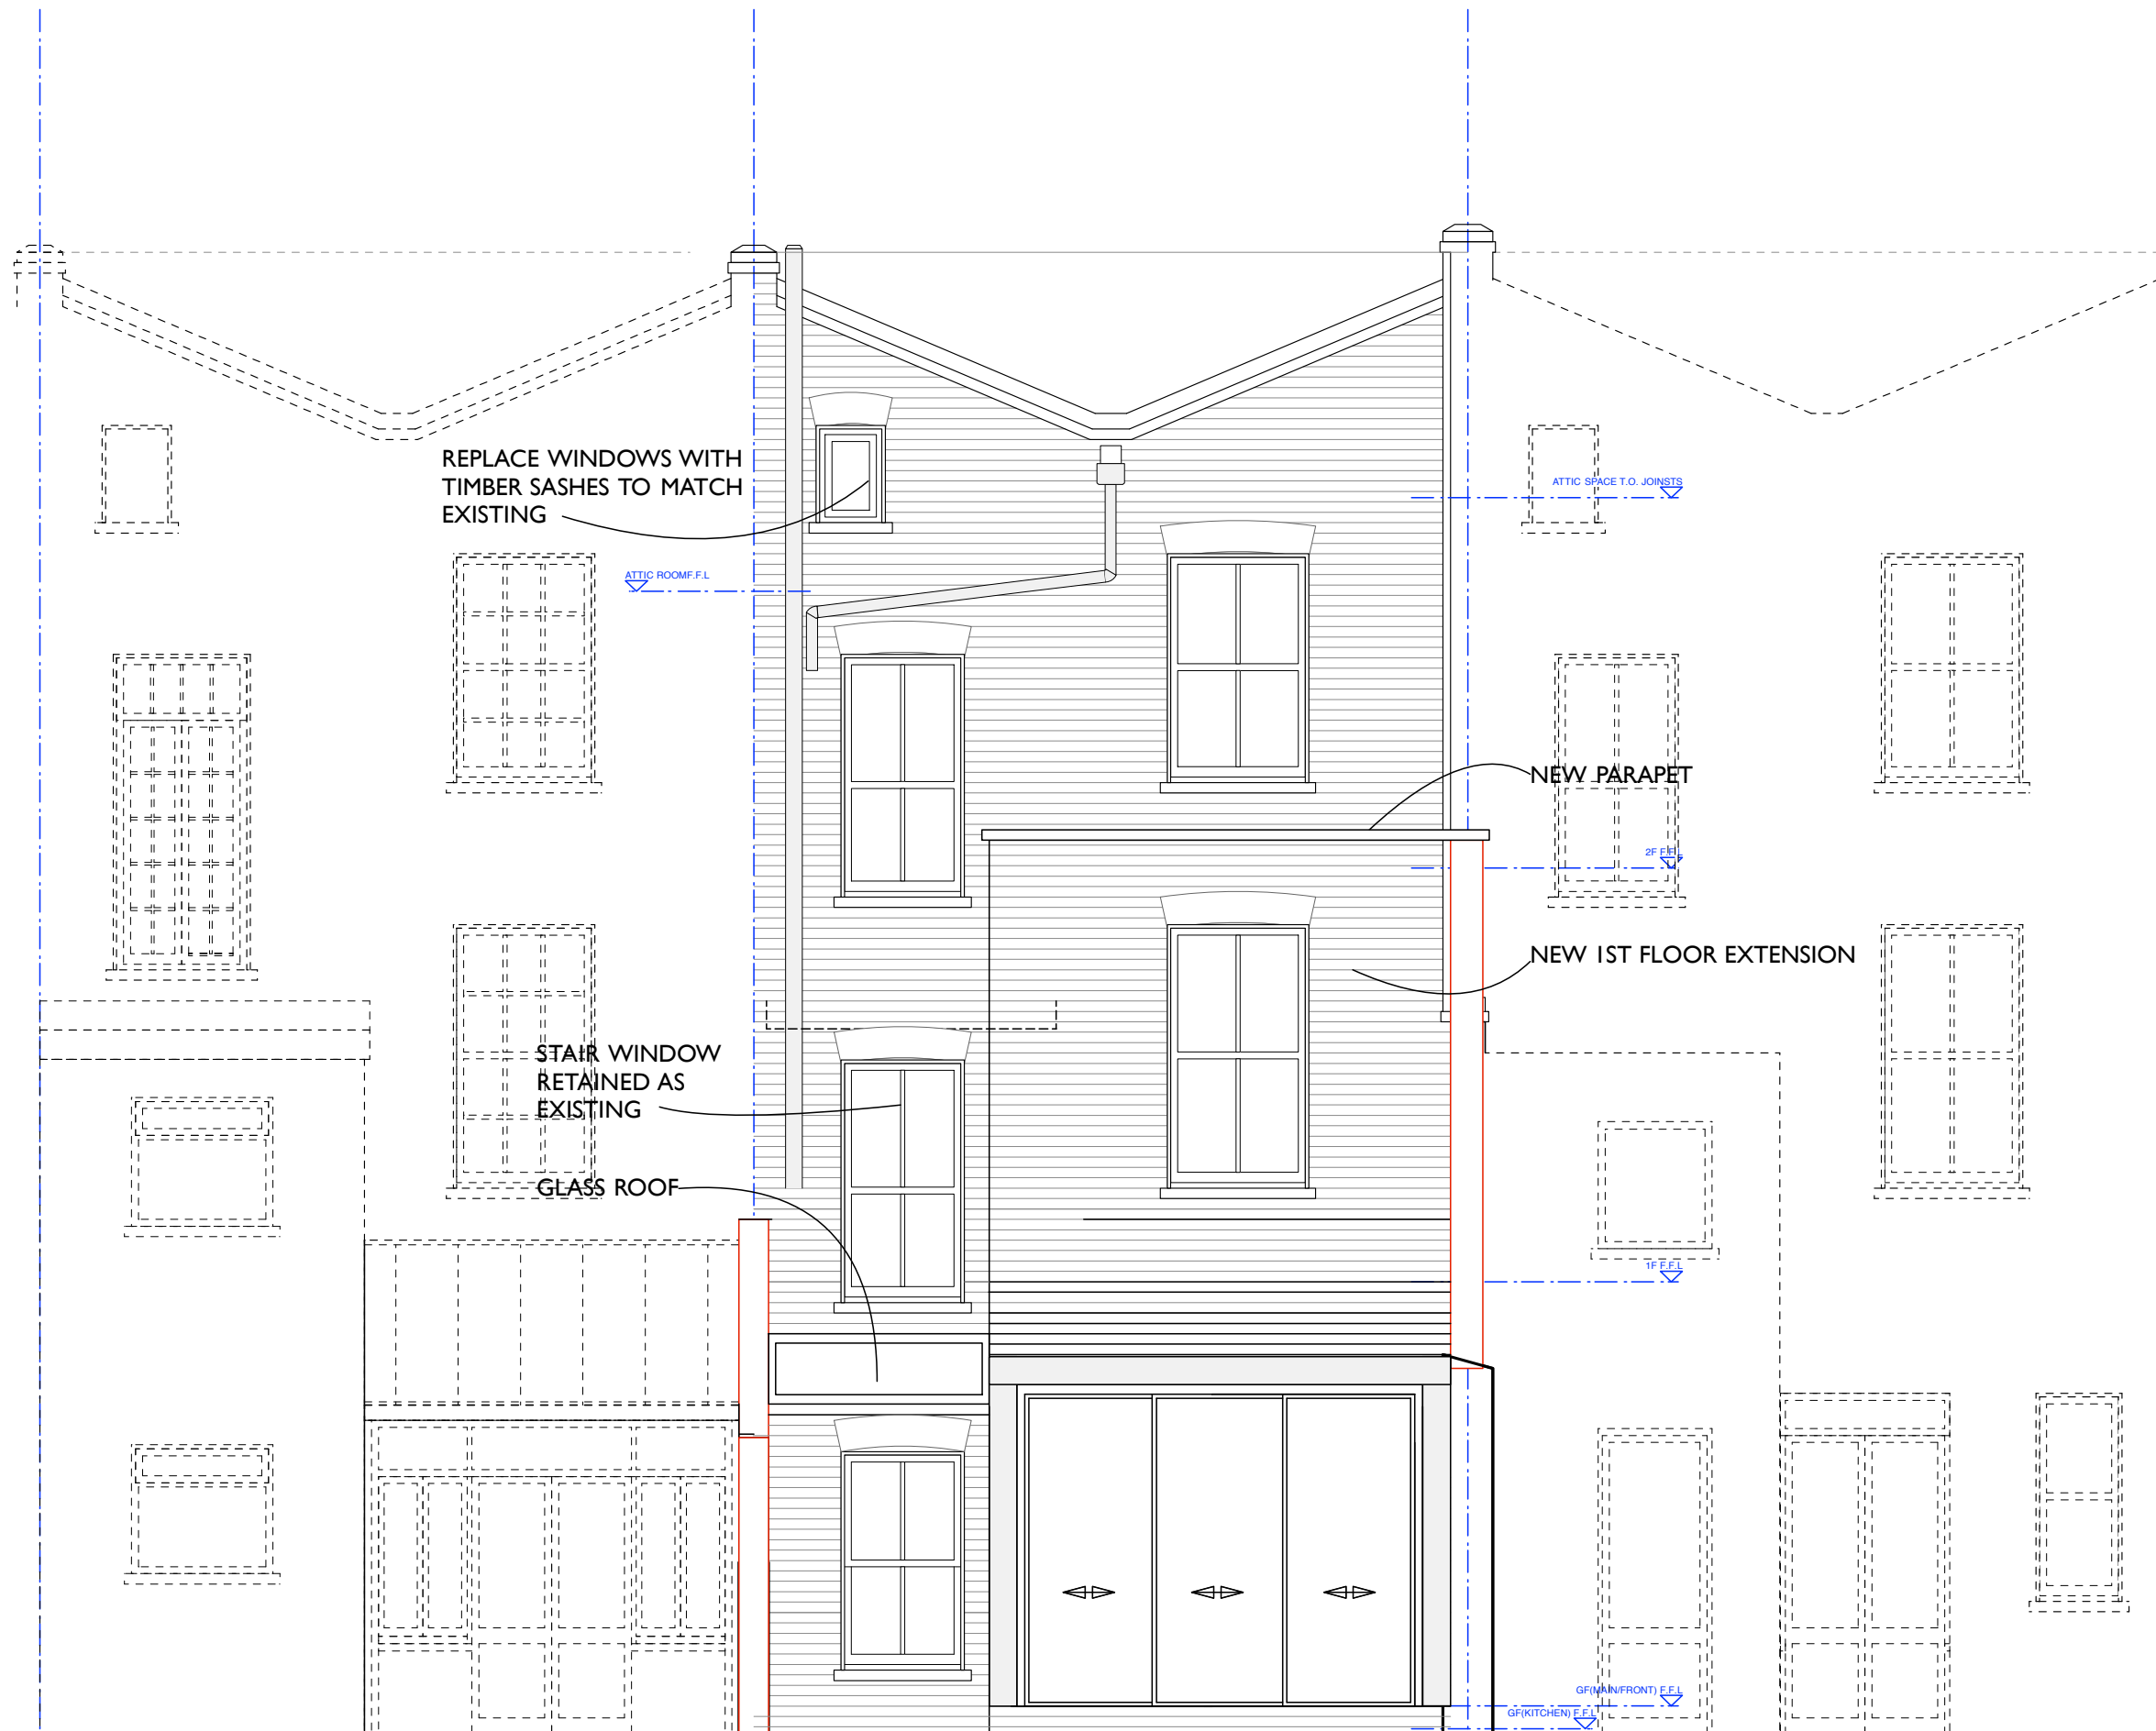 REPLACE WINDOWS WITH
TIMBER SASHES TO MATCH
EXISTING
ATTIC SPACE T.O. JOINSTS
ATTIC ROOMF.F.L
NEW PARAPET
2F F.F.L
NEW 1ST FLOOR EXTENSION
STAIR WINDOW
RETAINED AS
EXISTING
GLASS ROOF
1F F.F.L
GF(MAIN/FRONT) F.F.L
GF(KITCHEN) F.F.L